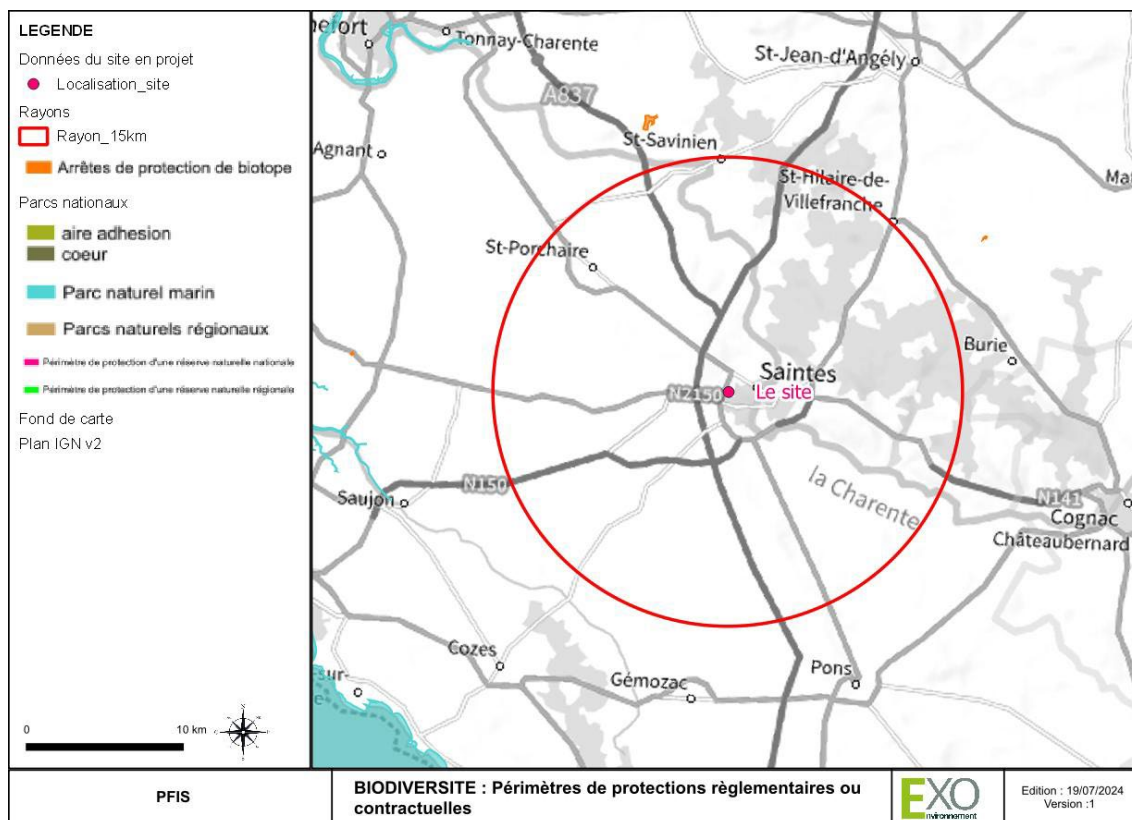 LEGENDE
Données du site en projet
Localisation_site
Rayons
Rayon_15km
Arrêtes de protection de biotope
Parcs nationaux
aire adhesion
coeur
Parc naturel marin
Parcs naturels régionaux
Périmètre de protection d'une réserve naturelle nationale
Périmètre de protection d'une réserve naturelle régionale
Fond de carte
Plan IGN v2
0
10 km
efort
Tonnay-Charente
St-Jean-d'Angély
A837
St-Savinien
Agnant
St-Hilaire-de-
Villefranche
Mat
St-Porchaire
Burie
Saintes
N2150
Le site
la Charente
N150
Saujon
N141
Cognac
Châteaubernard
Cozes
Gémozac
Pons
sur-
PFIS
BIODIVERSITE : Périmètres de protections règlementaires ou
contractuelles
EXO
nvironnement
Edition : 19/07/2024
Version :1